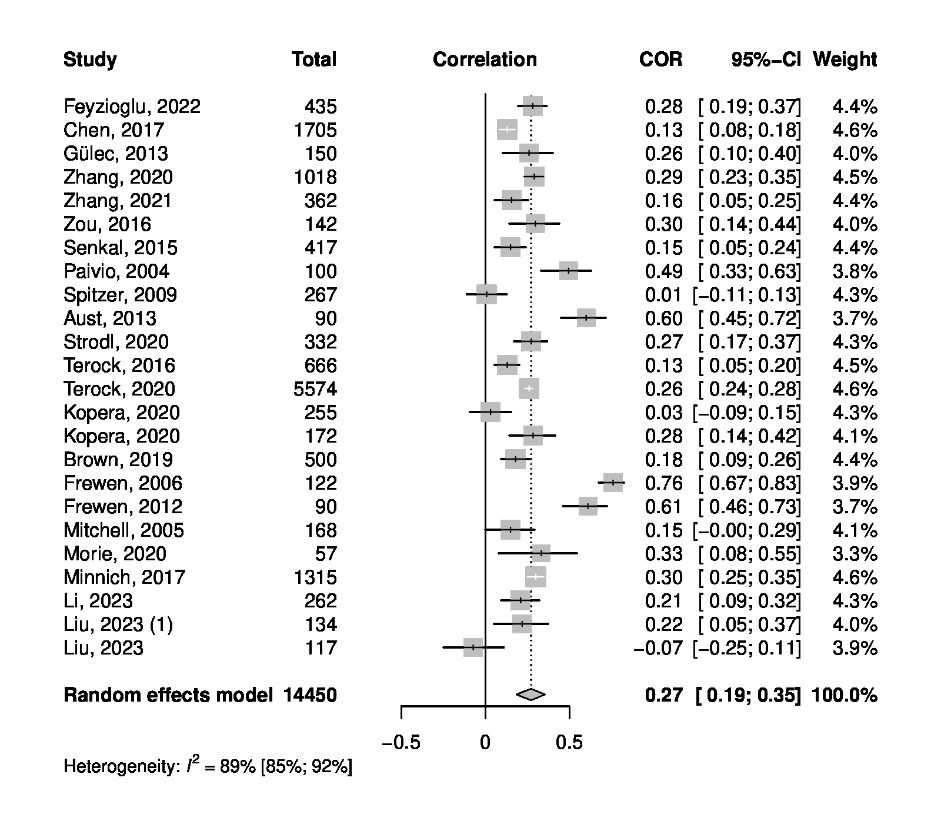 Study Total Correlation COR 95%−CI Weight
Feyzioglu, 2022 435 0.28 [ 0.19; 0.37] 4.4%
Chen, 2017 1705 0.13 [ 0.08; 0.18] 4.6%
Gülec, 2013 150 0.26 [ 0.10; 0.40] 4.0%
Zhang, 2020 1018 0.29 [ 0.23; 0.35] 4.5%
Zhang, 2021 362 0.16 [ 0.05; 0.25] 4.4%
Zou, 2016 142 0.30 [ 0.14; 0.44] 4.0%
Senkal, 2015 417 0.15 [ 0.05; 0.24] 4.4%
Paivio, 2004 100 0.49 [ 0.33; 0.63] 3.8%
Spitzer, 2009 267 0.01 [−0.11; 0.13] 4.3%
Aust, 2013 90 0.60 [ 0.45; 0.72] 3.7%
Strodl, 2020 332 0.27 [ 0.17; 0.37] 4.3%
Terock, 2016 666 0.13 [ 0.05; 0.20] 4.5%
Terock, 2020 5574 0.26 [ 0.24; 0.28] 4.6%
Kopera, 2020 255 0.03 [−0.09; 0.15] 4.3%
Kopera, 2020 172 0.28 [ 0.14; 0.42] 4.1%
Brown, 2019 500 0.18 [ 0.09; 0.26] 4.4%
Frewen, 2006 122 0.76 [ 0.67; 0.83] 3.9%
Frewen, 2012 90 0.61 [ 0.46; 0.73] 3.7%
Mitchell, 2005 168 0.15 [−0.00; 0.29] 4.1%
Morie, 2020 57 0.33 [ 0.08; 0.55] 3.3%
Minnich, 2017 1315 0.30 [ 0.25; 0.35] 4.6%
Li, 2023 262 0.21 [ 0.09; 0.32] 4.3%
Liu, 2023 (1) 134 0.22 [ 0.05; 0.37] 4.0%
Liu, 2023 117 −0.07 [−0.25; 0.11] 3.9%
Random effects model 14450 0.27 [ 0.19; 0.35] 100.0%
−0.5 0 0.5
Heterogeneity: I² = 89% [85%; 92%]